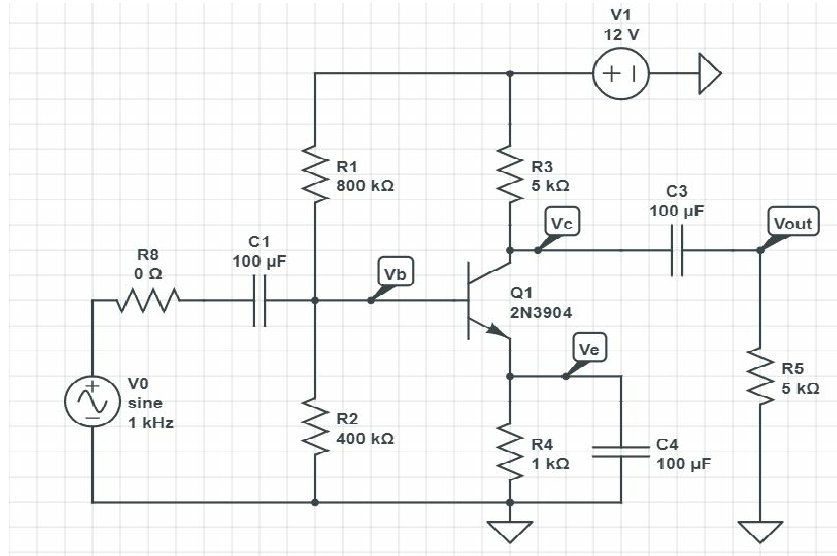 V1
12 V
R1
800 kΩ
R3
5 kΩ
C3
100 µF
Vc
Vout
R8
0 Ω
C1
100 µF
Vb
Q1
2N3904
Ve
V0
sine
1 kHz
R2
400 kΩ
R4
1 kΩ
C4
100 µF
R5
5 kΩ